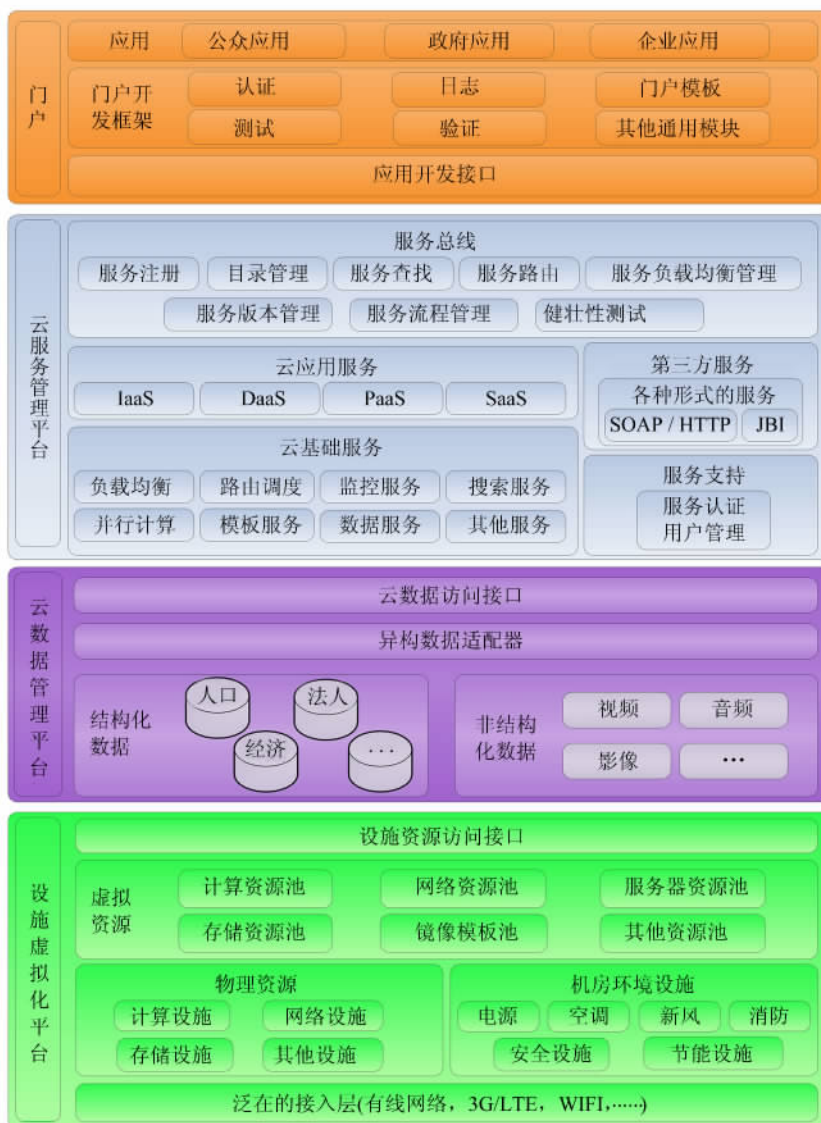 门户
应用
公众应用
政府应用
企业应用
门户开
发框架
认证
日志
门户模板
测试
验证
其他通用模块
应用开发接口
云服务管理平台
服务总线
服务注册
目录管理
服务查找
服务路由
服务负载均衡管理
服务版本管理
服务流程管理
健壮性测试
云应用服务
IaaS
DaaS
PaaS
SaaS
第三方服务
各种形式的服务
SOAP / HTTP
JBI
云基础服务
负载均衡
路由调度
监控服务
搜索服务
并行计算
模板服务
数据服务
其他服务
服务支持
服务认证
用户管理
云数据管理平台
云数据访问接口
异构数据适配器
结构化
数据
人口
法人
经济
...
非结构
化数据
视频
音频
影像
...
设施虚拟化平台
设施资源访问接口
虚拟
资源
计算资源池
网络资源池
服务器资源池
存储资源池
镜像模板池
其他资源池
物理资源
计算设施
网络设施
存储设施
其他设施
机房环境设施
电源
空调
新风
消防
安全设施
节能设施
泛在的接入层(有线网络，3G/LTE，WIFI,······)